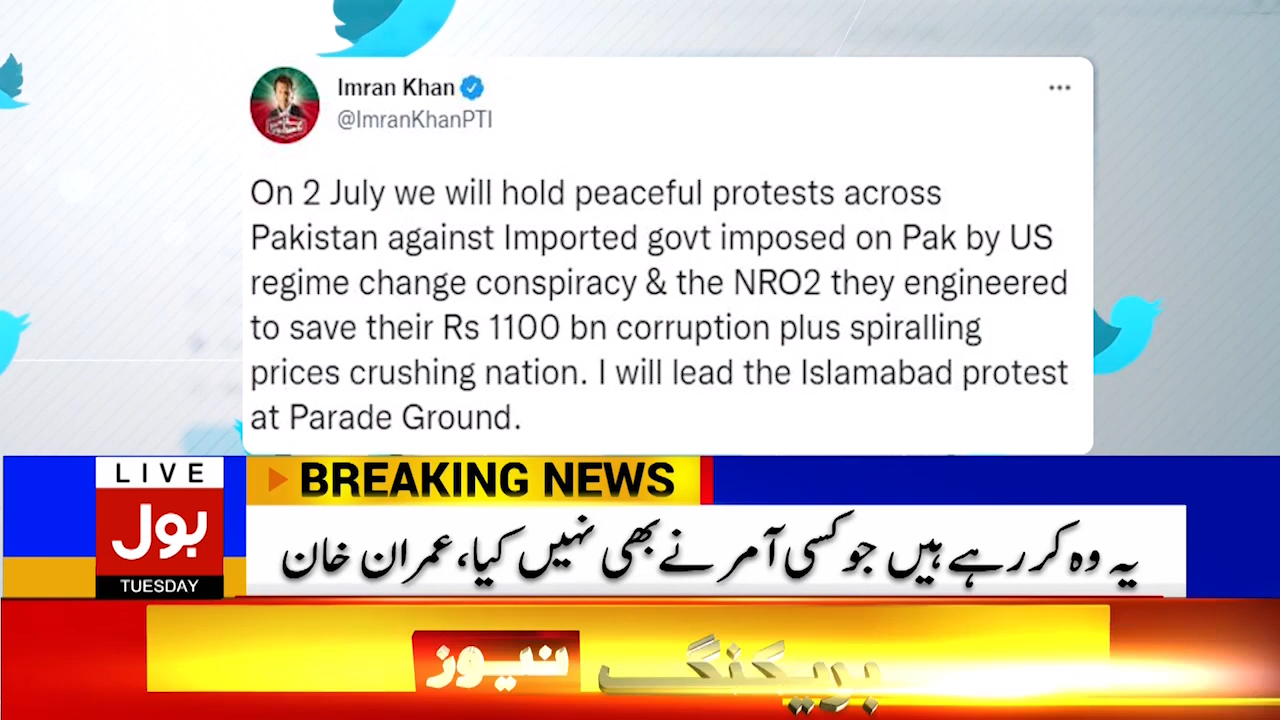 Imran Khan
@ImranKhanPTI
On 2 July we will hold peaceful protests across
Pakistan against Imported govt imposed on Pak by US
regime change conspiracy & the NRO2 they engineered
to save their Rs 1100 bn corruption plus spiralling
prices crushing nation. I will lead the Islamabad protest
at Parade Ground.
LIVE
بول
TUESDAY
BREAKING NEWS
یہ وہ کر رہے ہیں جو کسی آمر نے بھی نہیں کیا، عمران خان
بریکنگ نیوز